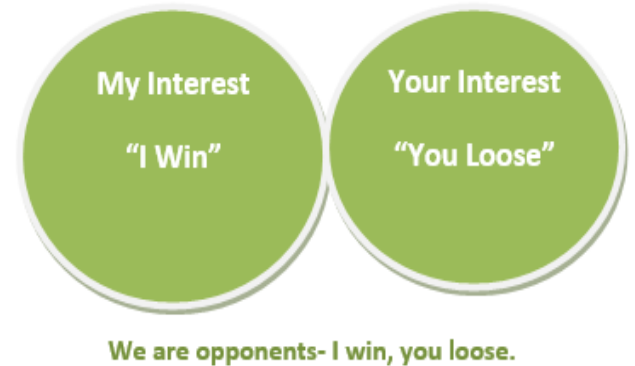 My Interest
“I Win”
Your Interest
“You Loose”
We are opponents- I win, you loose.